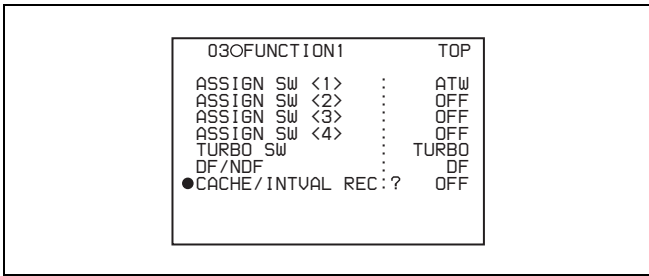 03○FUNCTION1 TOP
ASSIGN SW <1> : ATW
ASSIGN SW <2> : OFF
ASSIGN SW <3> : OFF
ASSIGN SW <4> : OFF
TURBO SW : TURBO
DF/NDF : DF
●CACHE/INTVAL REC:? OFF